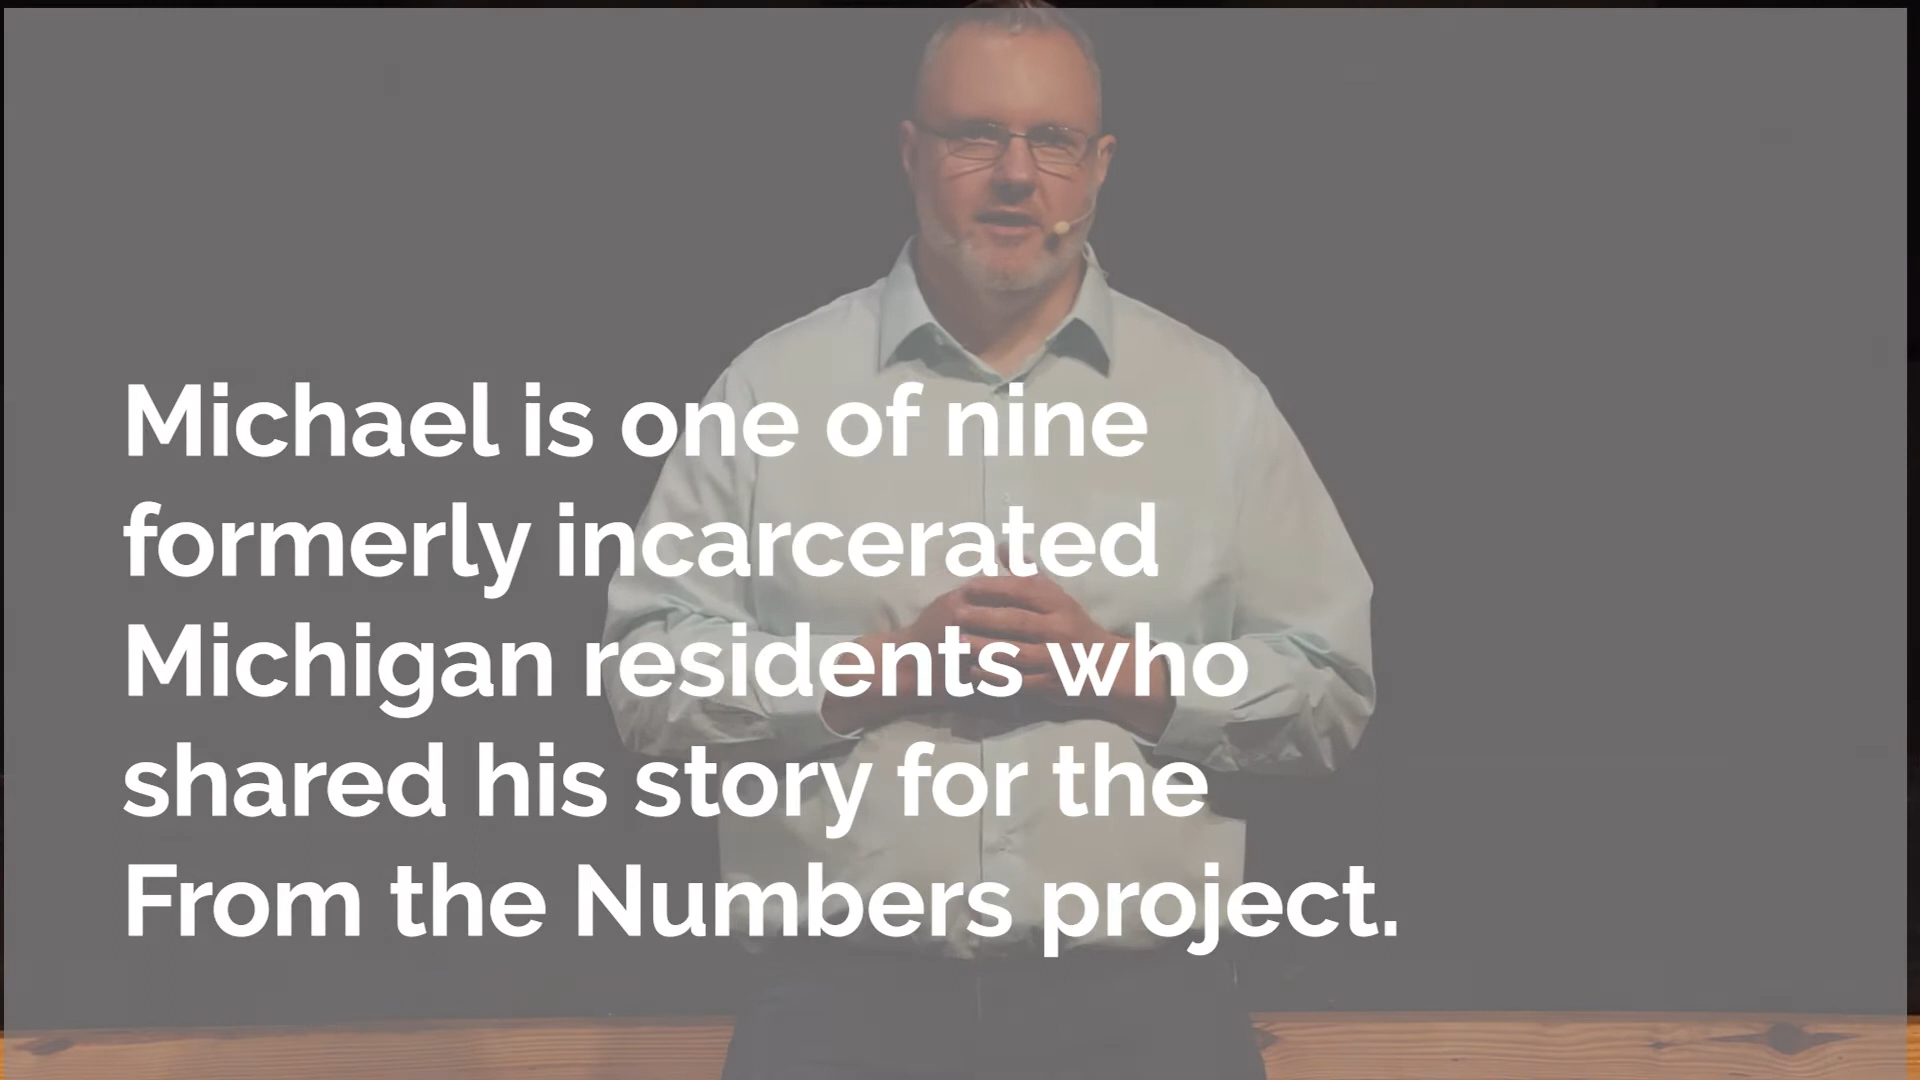 Michael is one of nine
formerly incarcerated
Michigan residents who
shared his story for the
From the Numbers project.